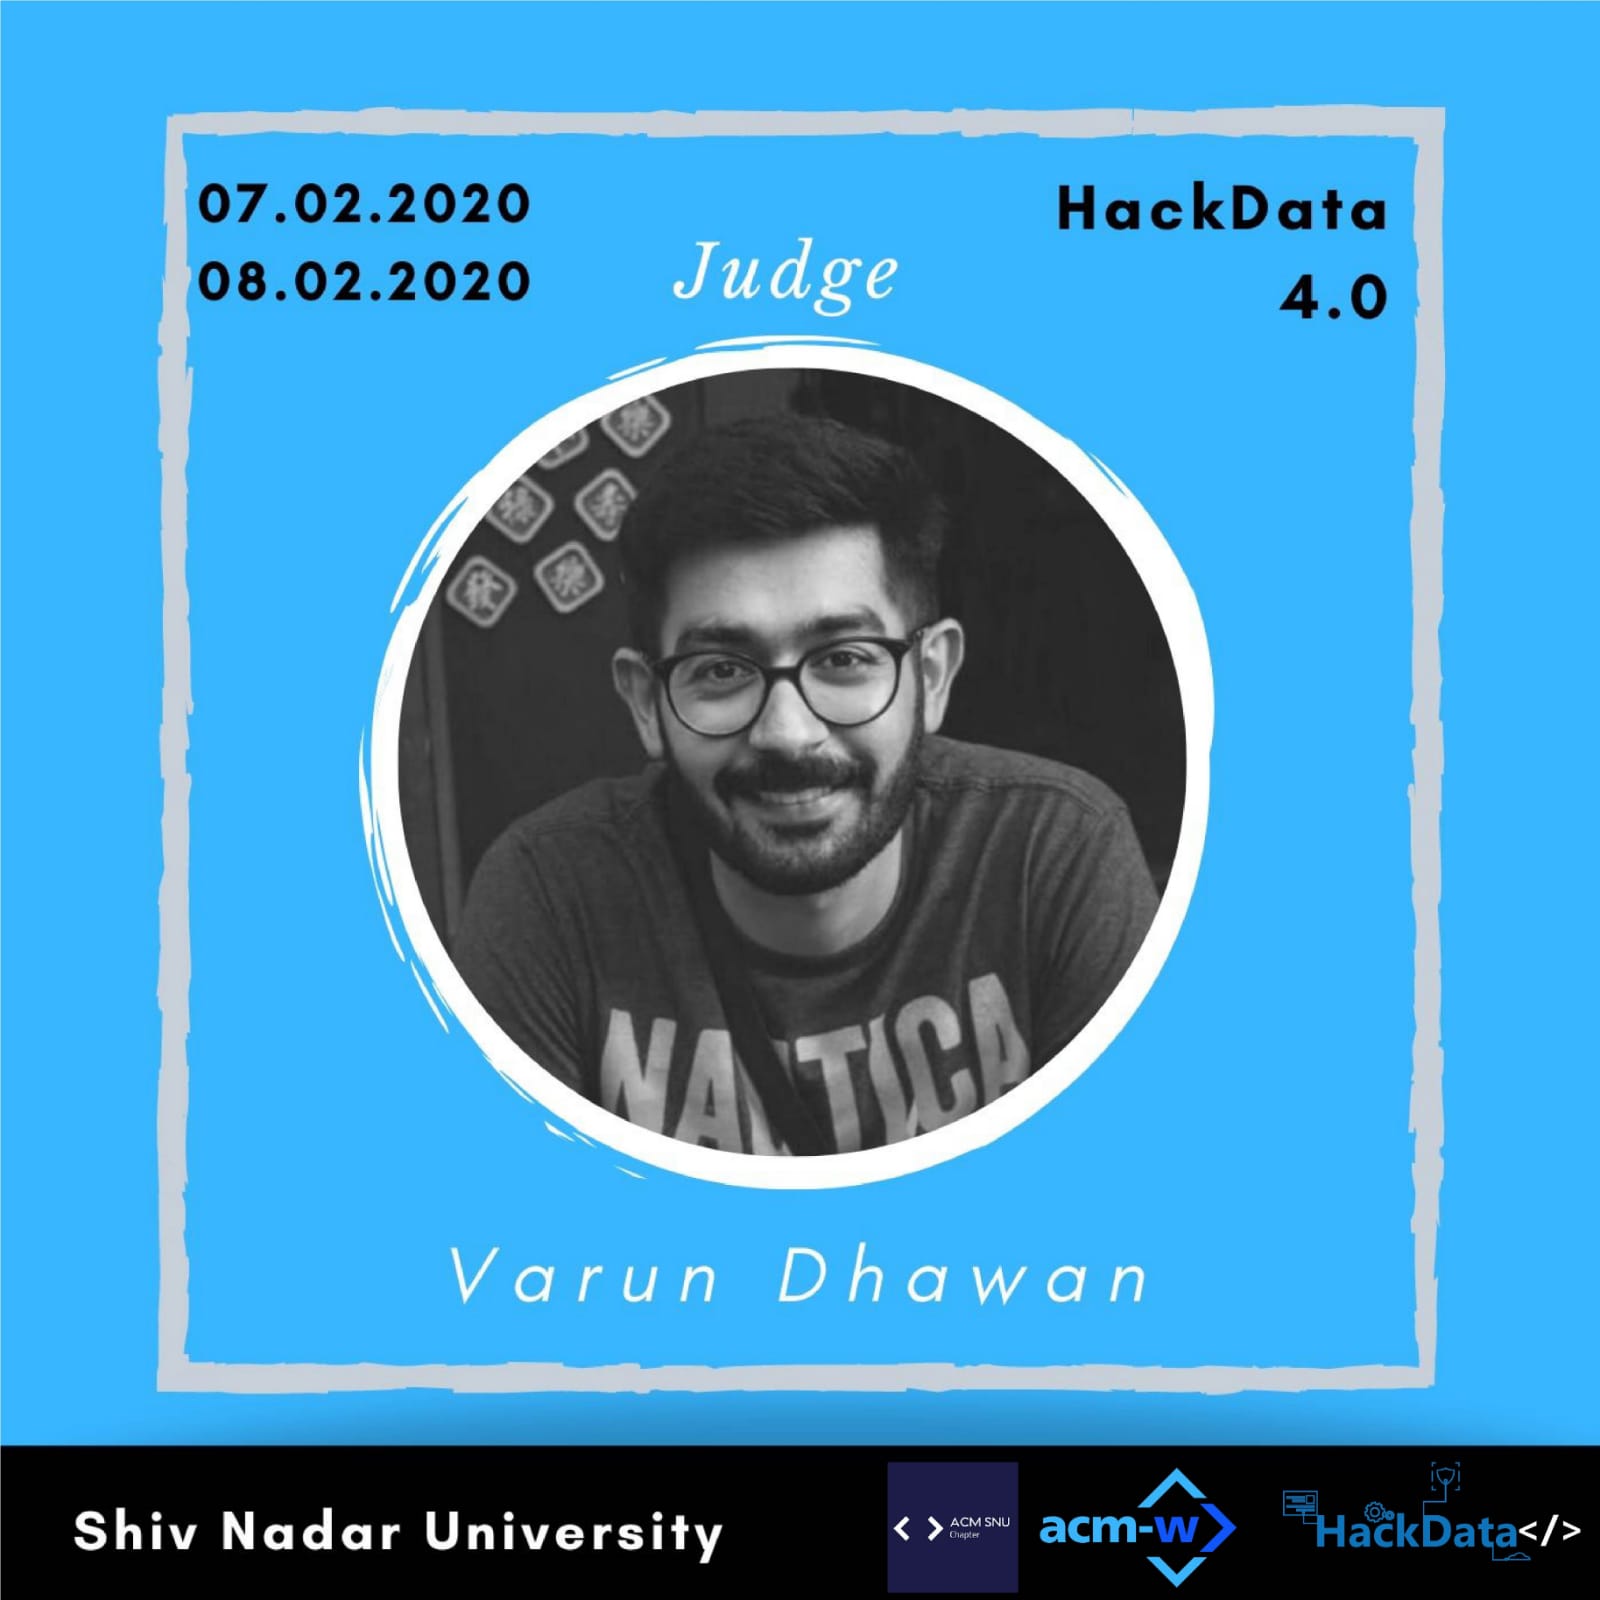 07.02.2020
08.02.2020
HackData
4.0
Judge
發
NAUTICA
Varun Dhawan
Shiv Nadar University
< > ACM SNU
Chapter
acm-w
HackData</>